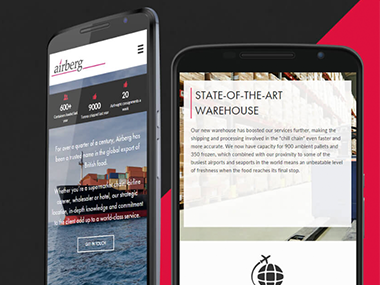 airberg
600+
9000
20
For over a quarter of a century, Airberg has
been a trusted name in the global export of
British food.
Whether you're a supermarket chain, airline
caterer, wholesaler or hotel, our strategic
location, in-depth knowledge and commitment
to the client add up to a world-class service.
GET IN TOUCH
STATE-OF-THE-ART
WAREHOUSE
Our new warehouse has boosted our services further, making the
shipping and processing involved in the "chill chain" even faster and
more accurate. We now have capacity for 900 ambient pallets and
350 frozen, which combined with our proximity to some of the
busiest airports and seaports in the world means an unbeatable level
of freshness when the food reaches its final stop.